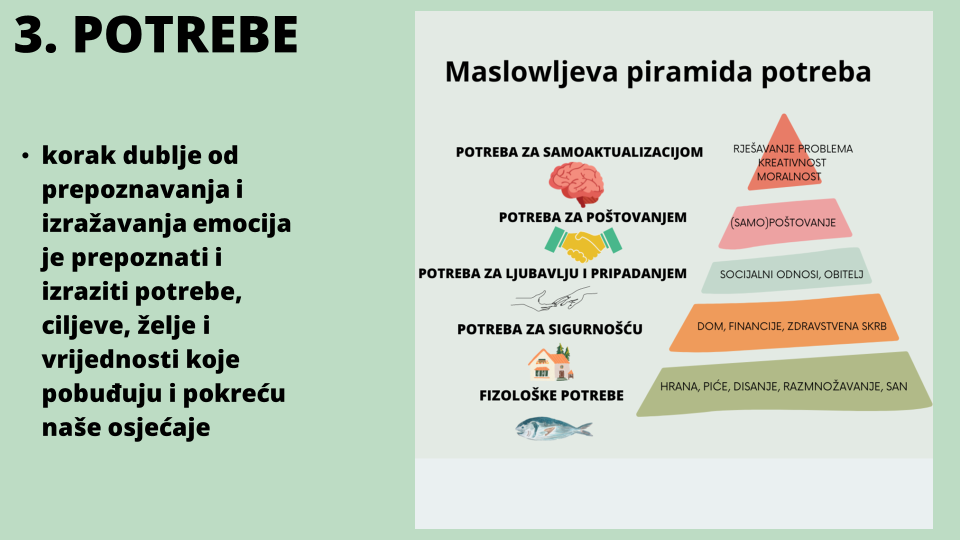 3. POTREBE
• korak dublje od
prepoznavanja i
izražavanja emocija
je prepoznati i
izraziti potrebe,
ciljeve, želje i
vrijednosti koje
pobuđuju i pokreću
naše osjećaje
Maslowljeva piramida potreba
POTREBA ZA SAMOAKTUALIZACIJOM
RJEŠAVANJE PROBLEMA
KREATIVNOST
MORALNOST
POTREBA ZA POŠTOVANJEM
(SAMO)POŠTOVANJE
POTREBA ZA LJUBAVLJU I PRIPADANJEM
SOCIJALNI ODNOSI, OBITELJ
POTREBA ZA SIGURNOŠĆU
DOM, FINANCIJE, ZDRAVSTVENA SKRB
FIZOLOŠKE POTREBE
HRANA, PIĆE, DISANJE, RAZMNOŽAVANJE, SAN